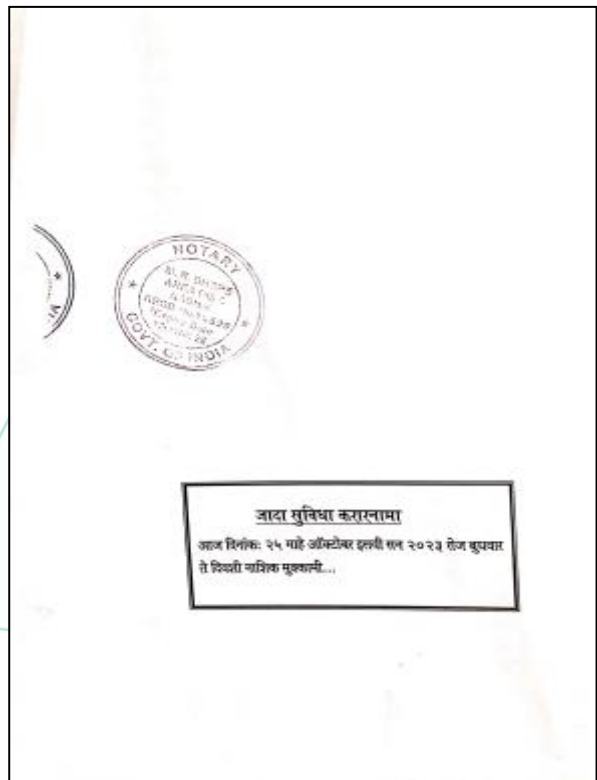 NOTARY
GOVT. OF INDIA
जादा सुविधा करारनामा
आज दिनांकः २५ माहे ऑक्टोबर इसवी सन २०२३ रोज बुधवार
ते दिवशी नाशिक मुक्कामी...